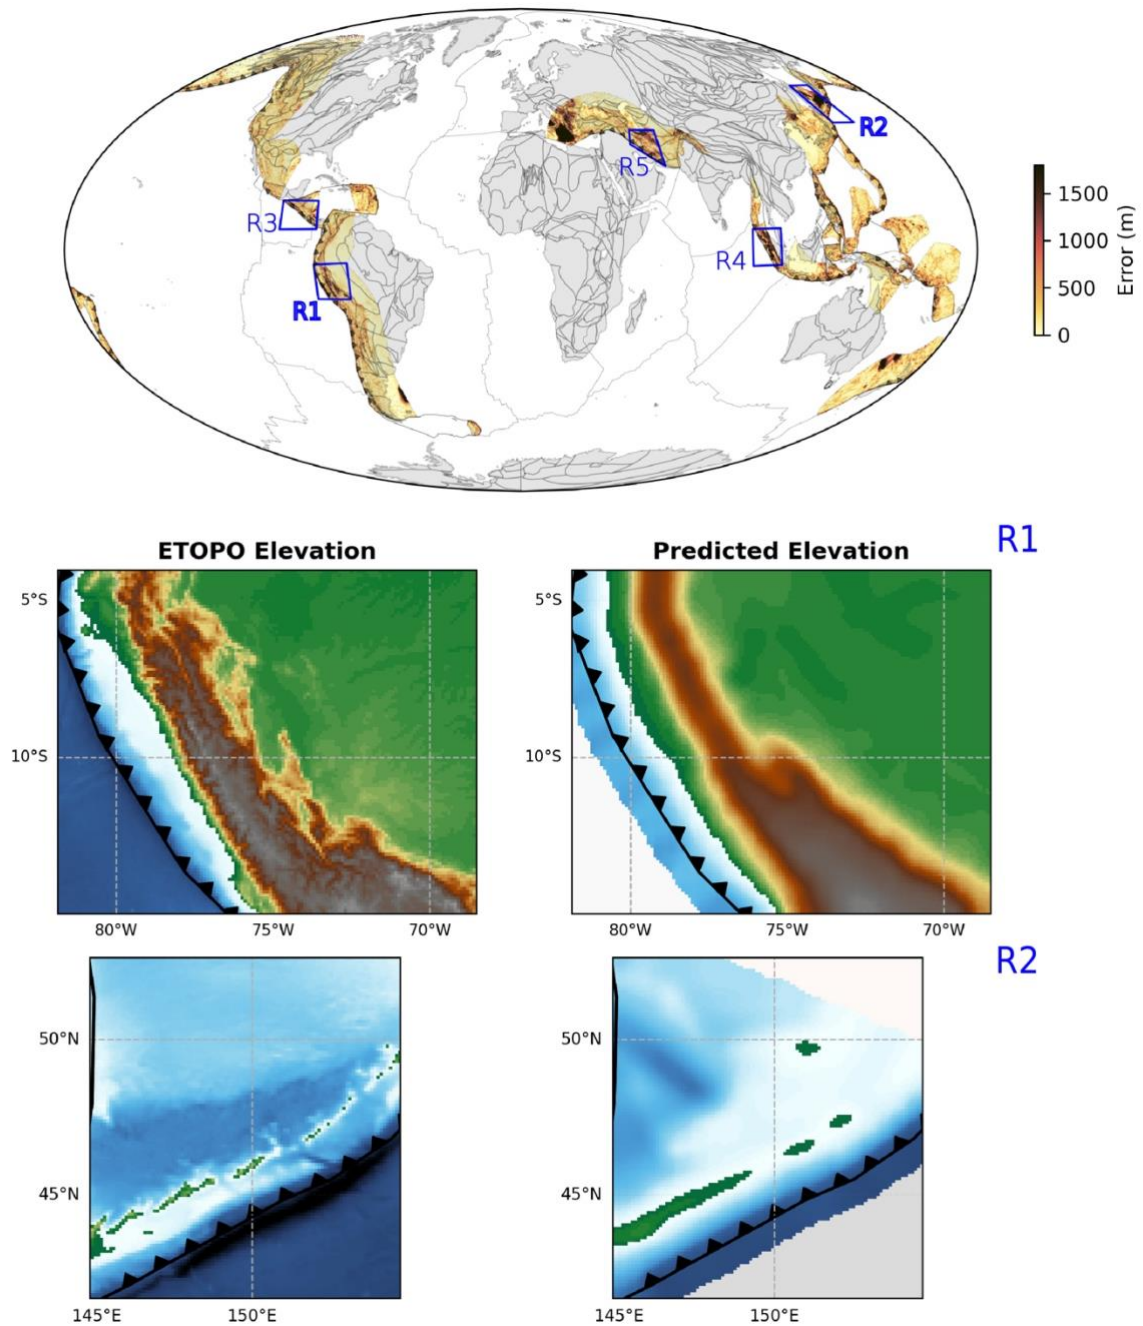 R2
R5
R3
R4
R1
1500
1000
500
0
Error (m)
R1
ETOPO Elevation
Predicted Elevation
5°S
10°S
80°W
75°W
70°W
5°S
10°S
80°W
75°W
70°W
R2
50°N
45°N
145°E
150°E
50°N
45°N
145°E
150°E